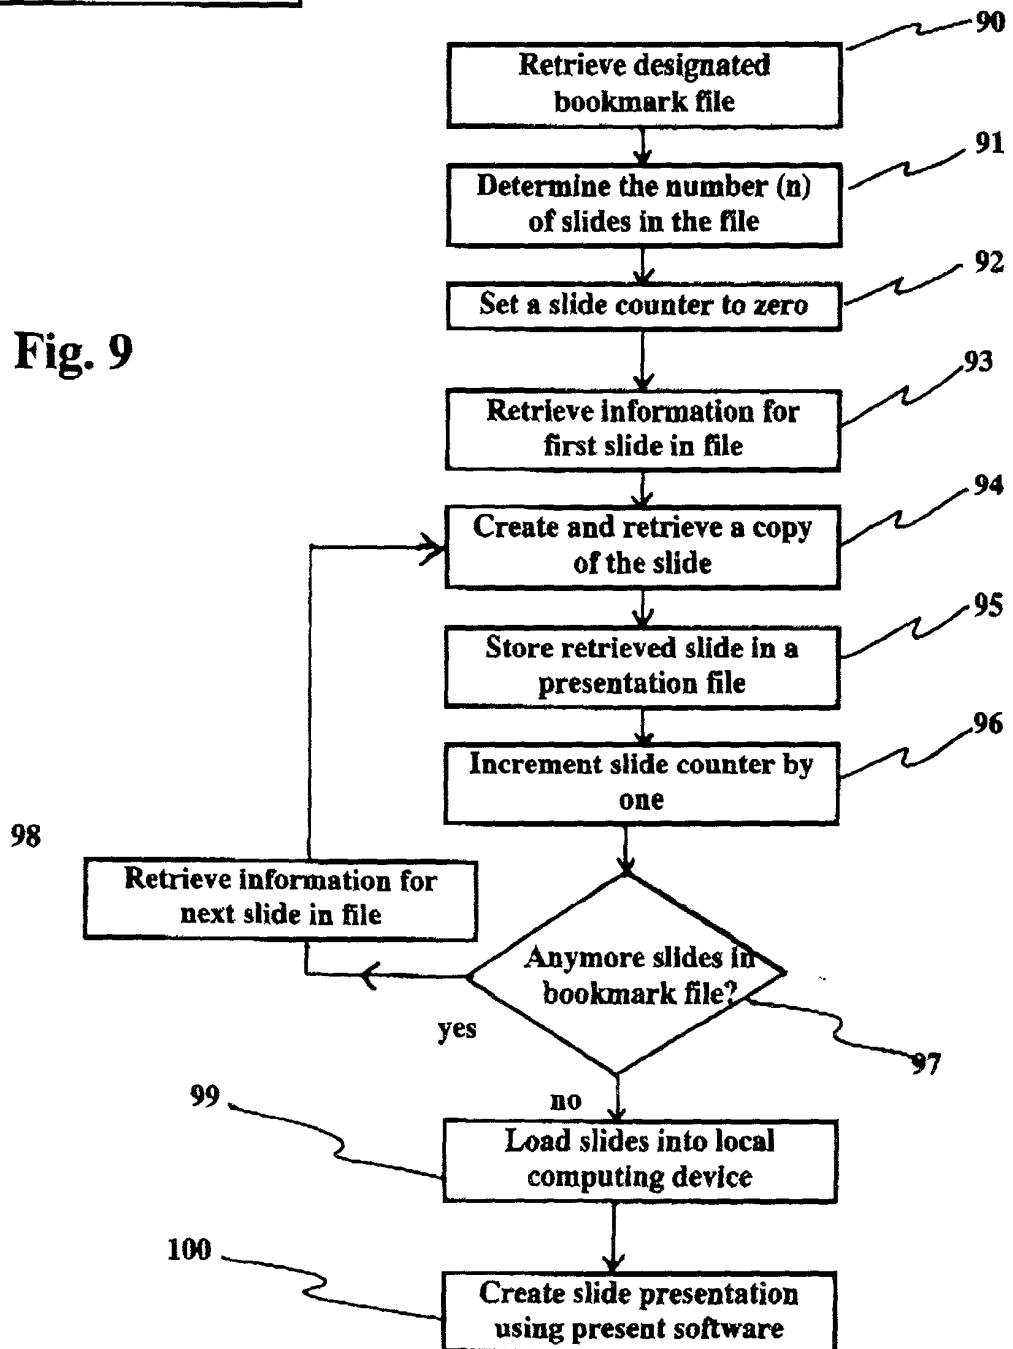 90
Retrieve designated
bookmark file
91
Determine the number (n)
of slides in the file
92
Set a slide counter to zero
Fig. 9
93
Retrieve information for
first slide in file
94
Create and retrieve a copy
of the slide
95
Store retrieved slide in a
presentation file
96
Increment slide counter by
one
98
Retrieve information for
next slide in file
Anymore slides in
bookmark file?
yes
97
99
no
Load slides into local
computing device
100
Create slide presentation
using present software